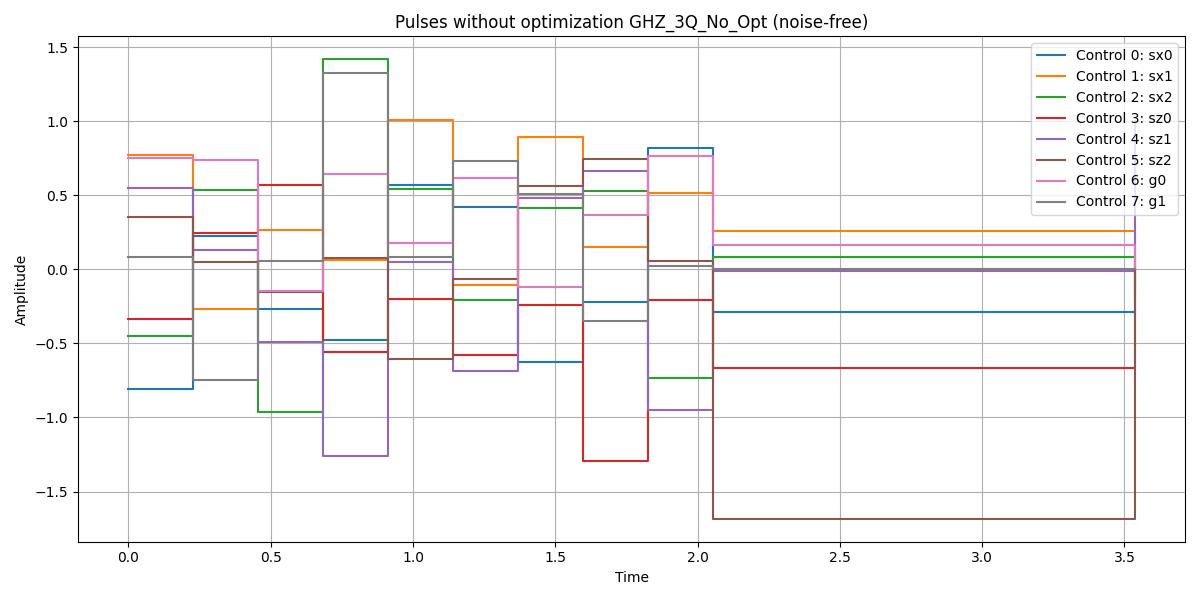 Pulses without optimization GHZ_3Q_No_Opt (noise-free)
1.5
1.0
0.5
0.0
−0.5
−1.0
−1.5
Amplitude
Control 0: sx0
Control 1: sx1
Control 2: sx2
Control 3: sz0
Control 4: sz1
Control 5: sz2
Control 6: g0
Control 7: g1
0.0 0.5 1.0 1.5 2.0 2.5 3.0 3.5
Time